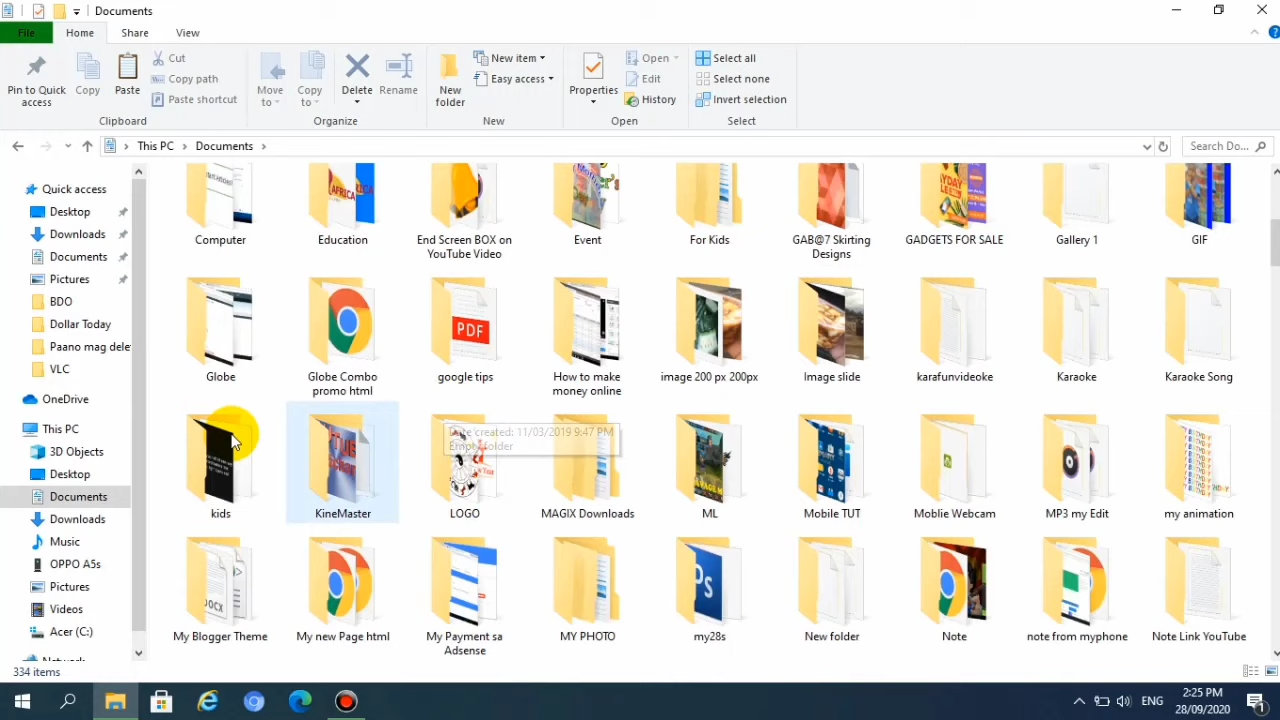 Documents
File Home Share View
Pin to Quick access
Copy
Paste
Cut
Copy path
Paste shortcut
Move to
Copy to
Delete
Rename
New folder
New item
Easy access
Properties
Open
Edit
History
Select all
Select none
Invert selection
Clipboard Organize New Open Select
This PC Documents
Search Do...
Quick access
Desktop
Downloads
Documents
Pictures
BDO
Dollar Today
Paano mag dele
VLC
OneDrive
This PC
3D Objects
Desktop
Documents
Downloads
Music
OPPO A5s
Pictures
Videos
Acer (C:)
Network
Computer
Education
End Screen BOX on YouTube Video
Event
For Kids
GAB@7 Skirting Designs
GADGETS FOR SALE
Gallery 1
GIF
Globe
Globe Combo promo html
google tips
How to make money online
image 200 px 200px
Image slide
karafunvideoke
Karaoke
Karaoke Song
PDF
Date created: 11/03/2019 9:47 PM
Empty folder
kids
KineMaster
LOGO
MAGIX Downloads
ML
Mobile TUT
Moblie Webcam
MP3 my Edit
my animation
My Blogger Theme
My new Page html
My Payment sa Adsense
MY PHOTO
my28s
New folder
Note
note from myphone
Note Link YouTube
DOCX
Ps
334 items
ENG
2:25 PM
28/09/2020
1